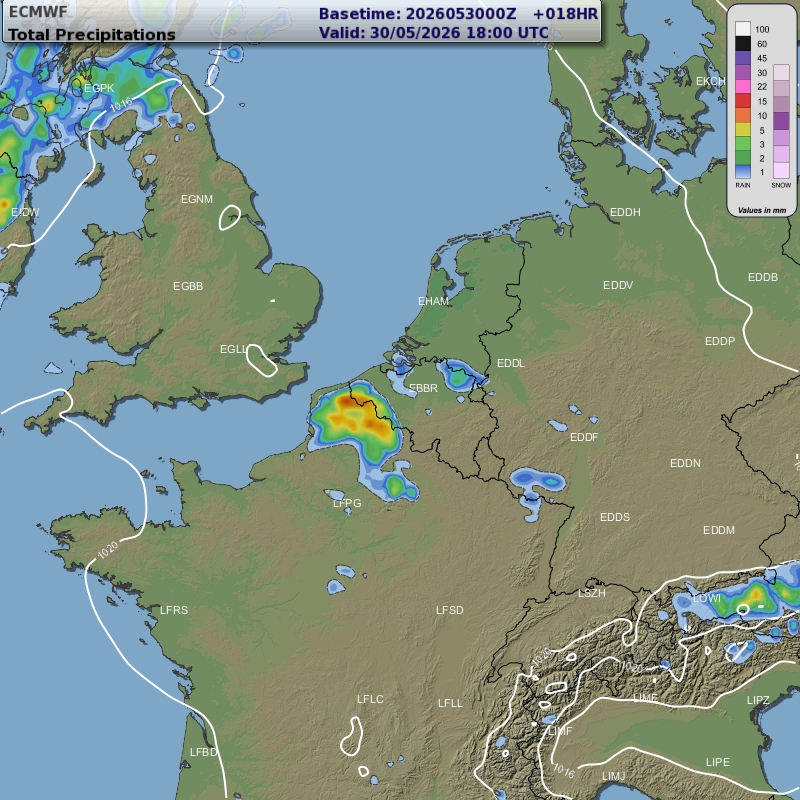 ECMWF
Basetime: 2026053000Z +018HR
Total Precipitations
Valid: 30/05/2026 18:00 UTC
100
60
45
30
22
15
10
5
3
2
1
RAIN SNOW
Values in mm
EKCH
EGPK
1016
EGNM
EIDW
EDDH
EGBB
EDDV
EDDB
EHAM
EGLL
EDDP
EDDL
EBBR
EDDF
EDDN
LFPG
EDDS
EDDM
1020
LSZH
LOWI
LFRS
LFSD
1020
1020
LFLC
LFLL
LIME
LIPZ
LIMF
LFBD
LIPE
1016
LIMJ